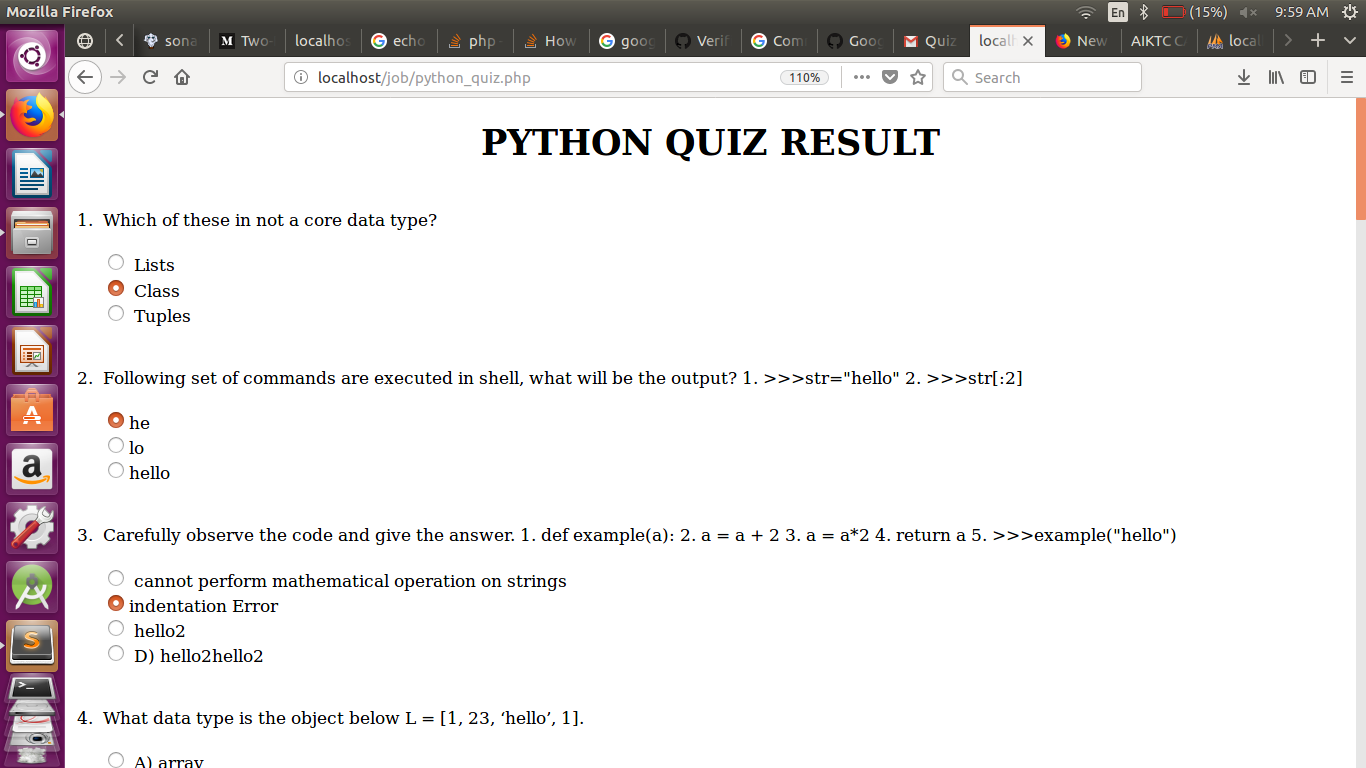 Mozilla Firefox
En
(15%)
9:59 AM
sona
M Two-
localhos
G echo
php
How
G goog
Verif
G Com
Goog
M Quiz
localh
New
AIKTC C
local
localhost/job/python_quiz.php
110%
Search
PYTHON QUIZ RESULT
1. Which of these in not a core data type?
Lists
Class
Tuples
2. Following set of commands are executed in shell, what will be the output? 1. >>>str="hello" 2. >>>str[:2]
he
lo
hello
3. Carefully observe the code and give the answer. 1. def example(a): 2. a = a + 2 3. a = a*2 4. return a 5. >>>example("hello")
cannot perform mathematical operation on strings
indentation Error
hello2
D) hello2hello2
4. What data type is the object below L = [1, 23, ‘hello’, 1].
A) array